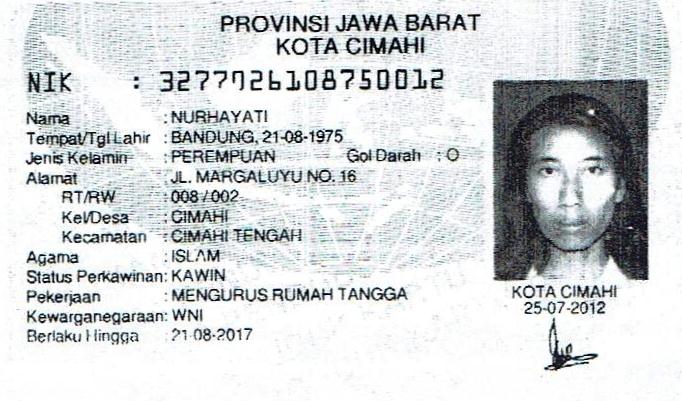 PROVINSI JAWA BARAT
KOTA CIMAHI
NIK : 3277026108750012
Nama : NURHAYATI
Tempat/Tgl Lahir : BANDUNG, 21-08-1975
Jenis Kelamin : PEREMPUAN Gol Darah : O
Alamat : JL. MARGALUYU NO. 16
RT/RW : 008 / 002
Kel/Desa : CIMAHI
Kecamatan : CIMAHI TENGAH
Agama : ISLAM
Status Perkawinan: KAWIN
Pekerjaan : MENGURUS RUMAH TANGGA
Kewarganegaraan: WNI
Berlaku Hingga : 21-08-2017
KOTA CIMAHI
25-07-2012